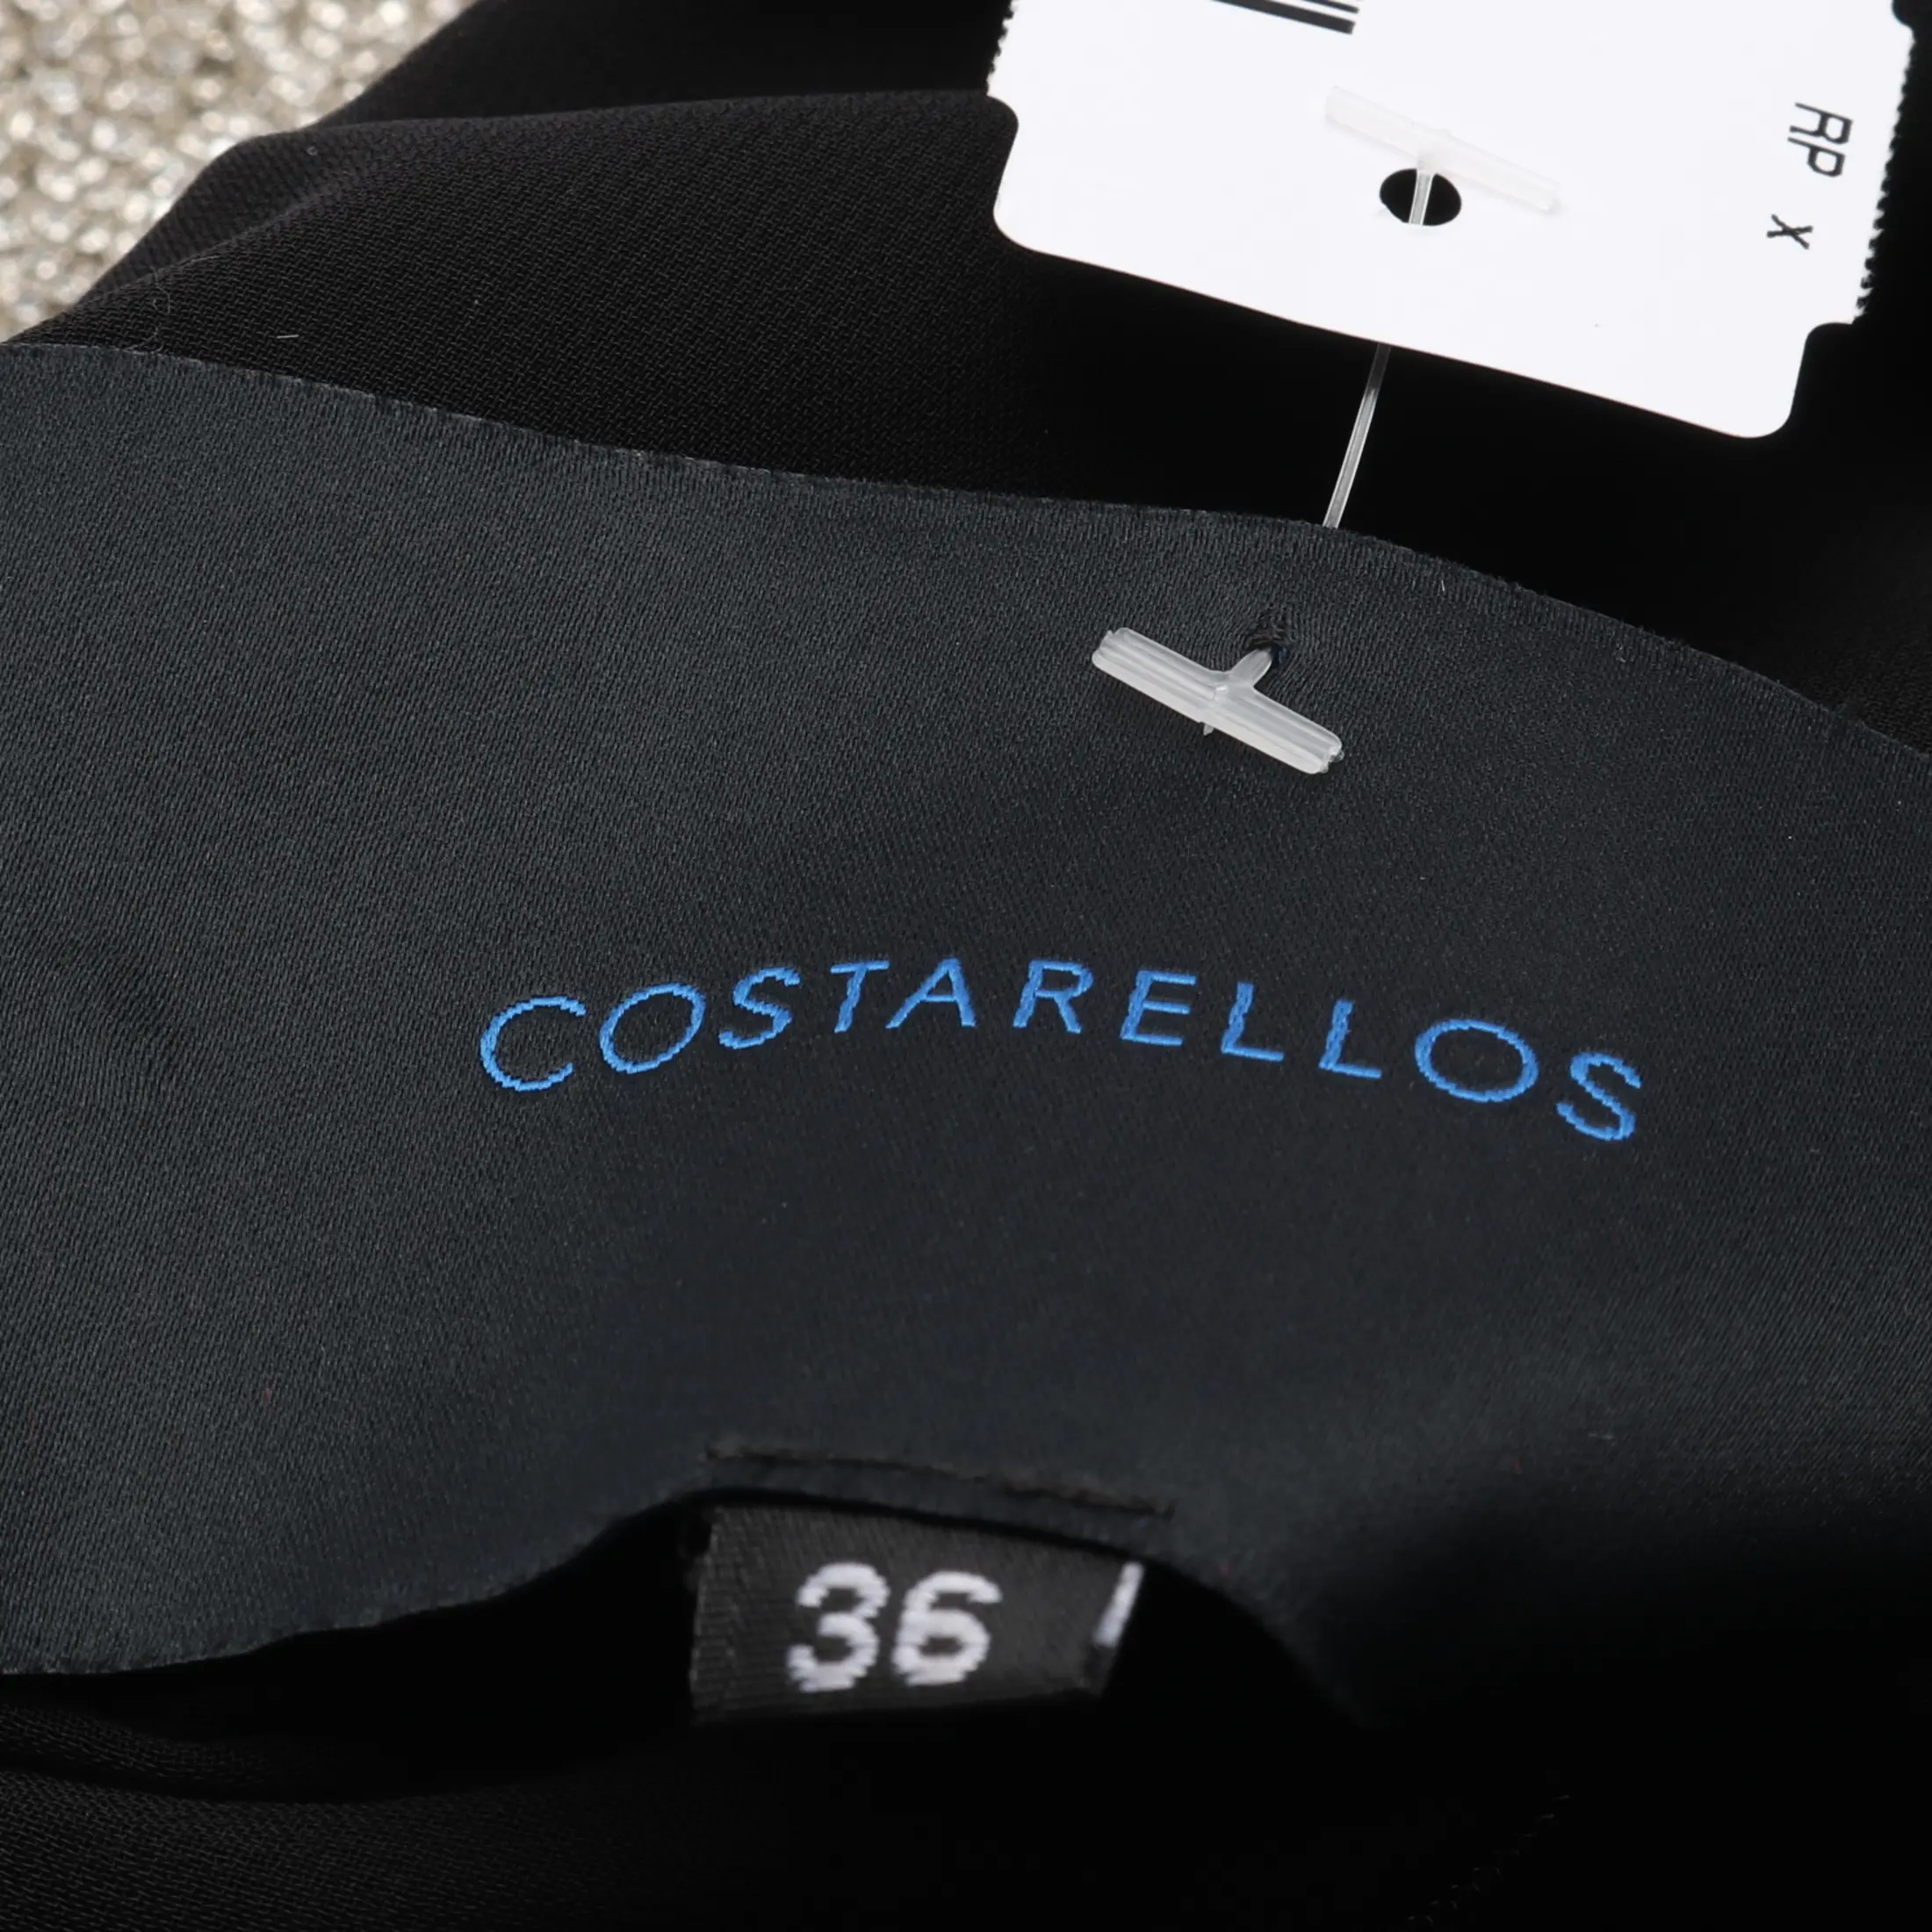 RP X
COSTARELLOS
36